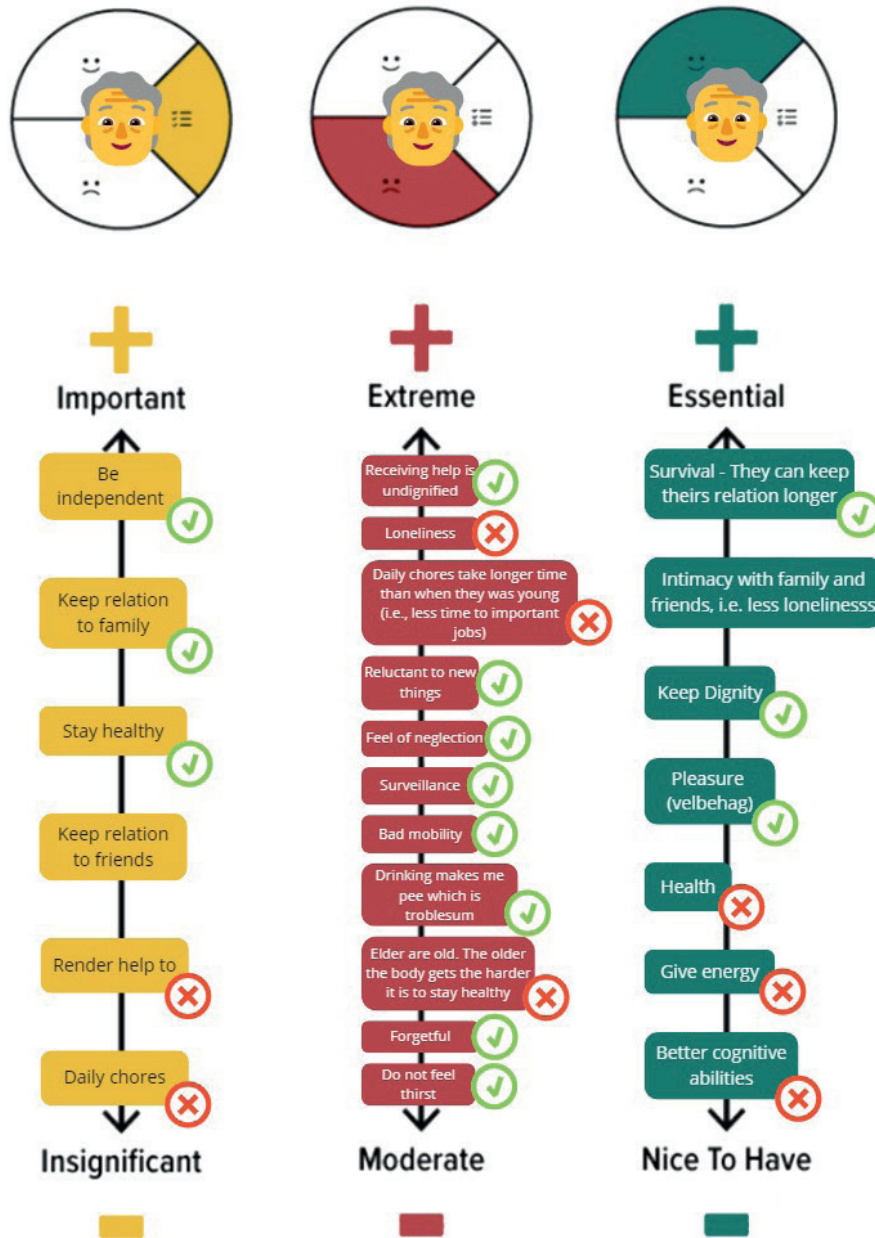 Important
Be
independent
Keep relation
to family
Stay healthy
Keep relation
to friends
Render help to
Daily chores
Insignificant
Extreme
Receiving help is
undignified
Loneliness
Daily chores take longer time
than when they was young
(i.e., less time to important
jobs)
Reluctant to new
things
Feel of neglection
Surveillance
Bad mobility
Drinking makes me
pee which is
troblesum
Elder are old. The older
the body gets the harder
it is to stay healthy
Forgetful
Do not feel
thirst
Moderate
Essential
Survival - They can keep
theirs relation longer
Intimacy with family and
friends, i.e. less lonelinesss
Keep Dignity
Pleasure
(velbehag)
Health
Give energy
Better cognitive
abilities
Nice To Have